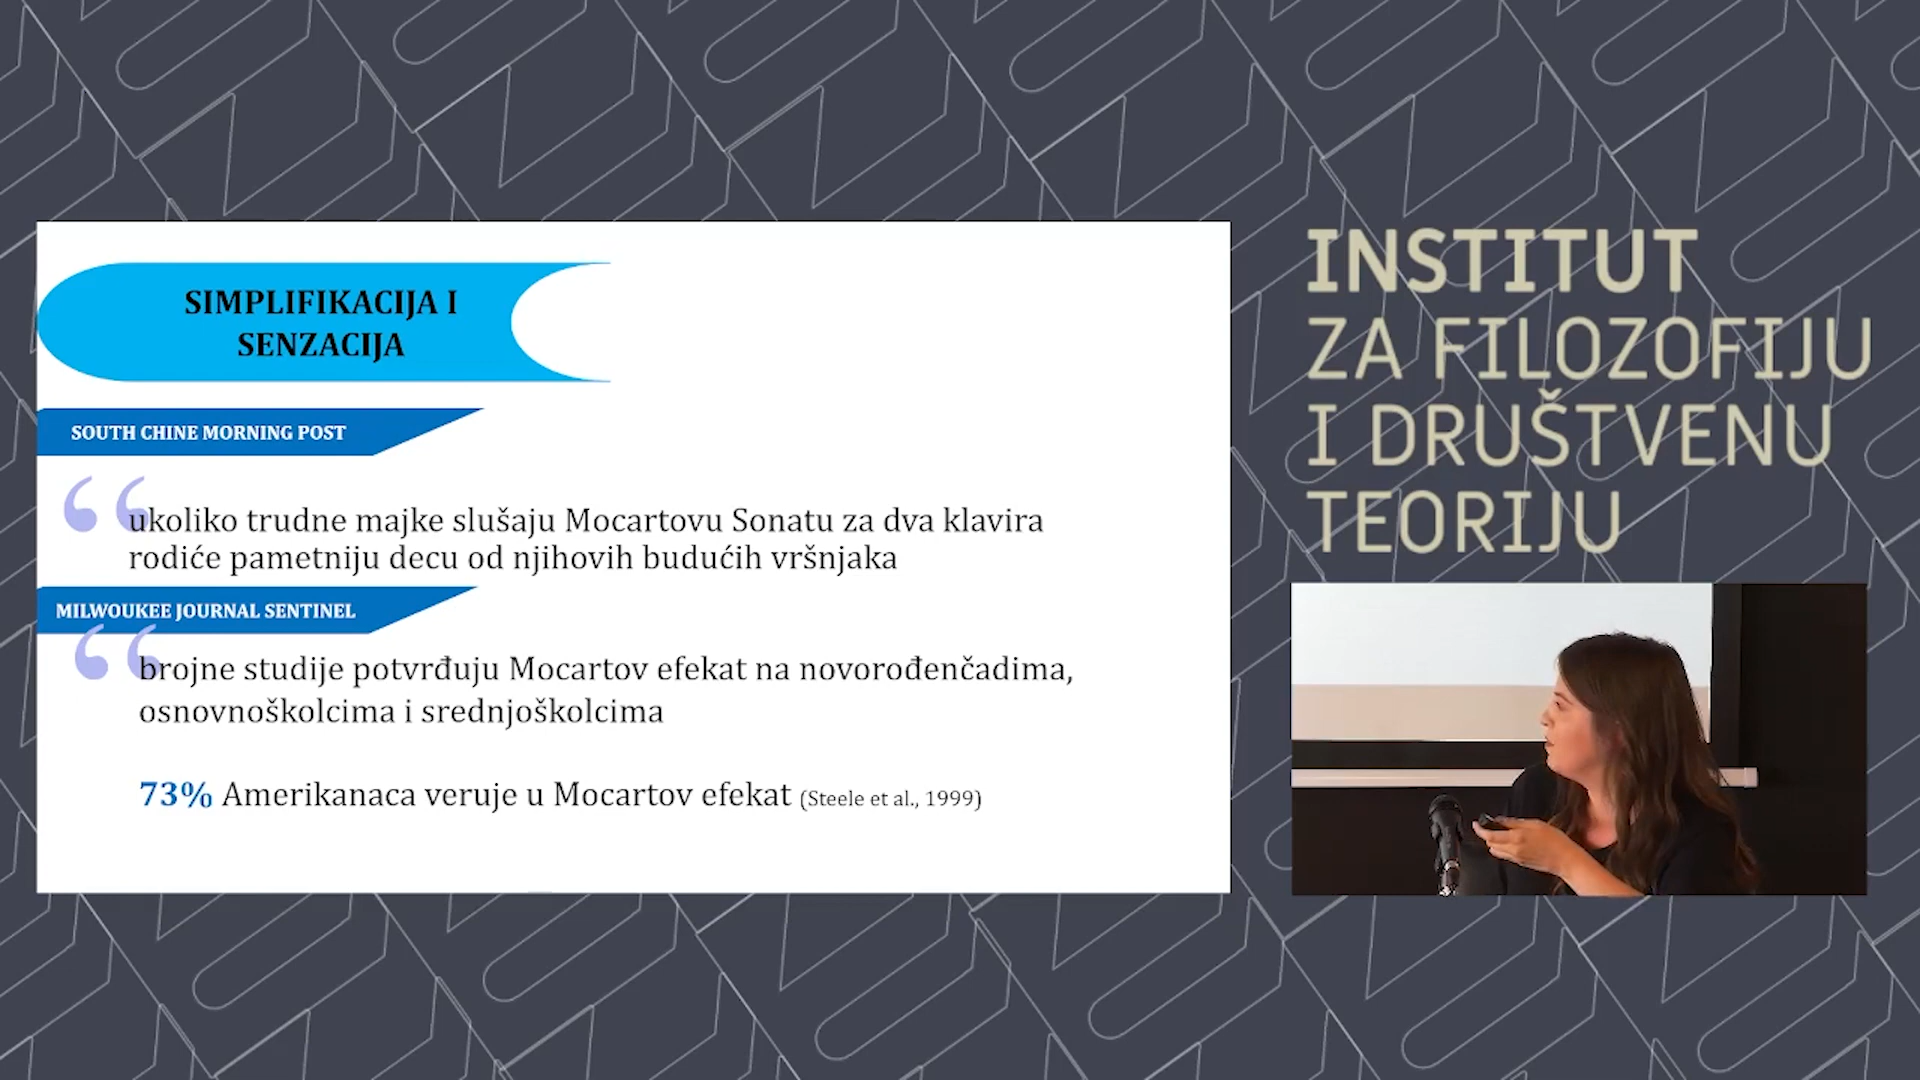 SIMPLIFIKACIJA I
SENZACIJA
SOUTH CHINE MORNING POST
“ukoliko trudne majke slušaju Mocartovu Sonatu za dva klavira
rodiće pametniju decu od njihovih budućih vršnjaka
MILWOUKEE JOURNAL SENTINEL
“brojne studije potvrđuju Mocartov efekat na novorođenčadima,
osnovnoškolcima i srednjoškolcima
73% Amerikanaca veruje u Mocartov efekat (Steele et al., 1999)
INSTITUT
ZA FILOZOFIJU
I DRUŠTVENU
TEORIJU